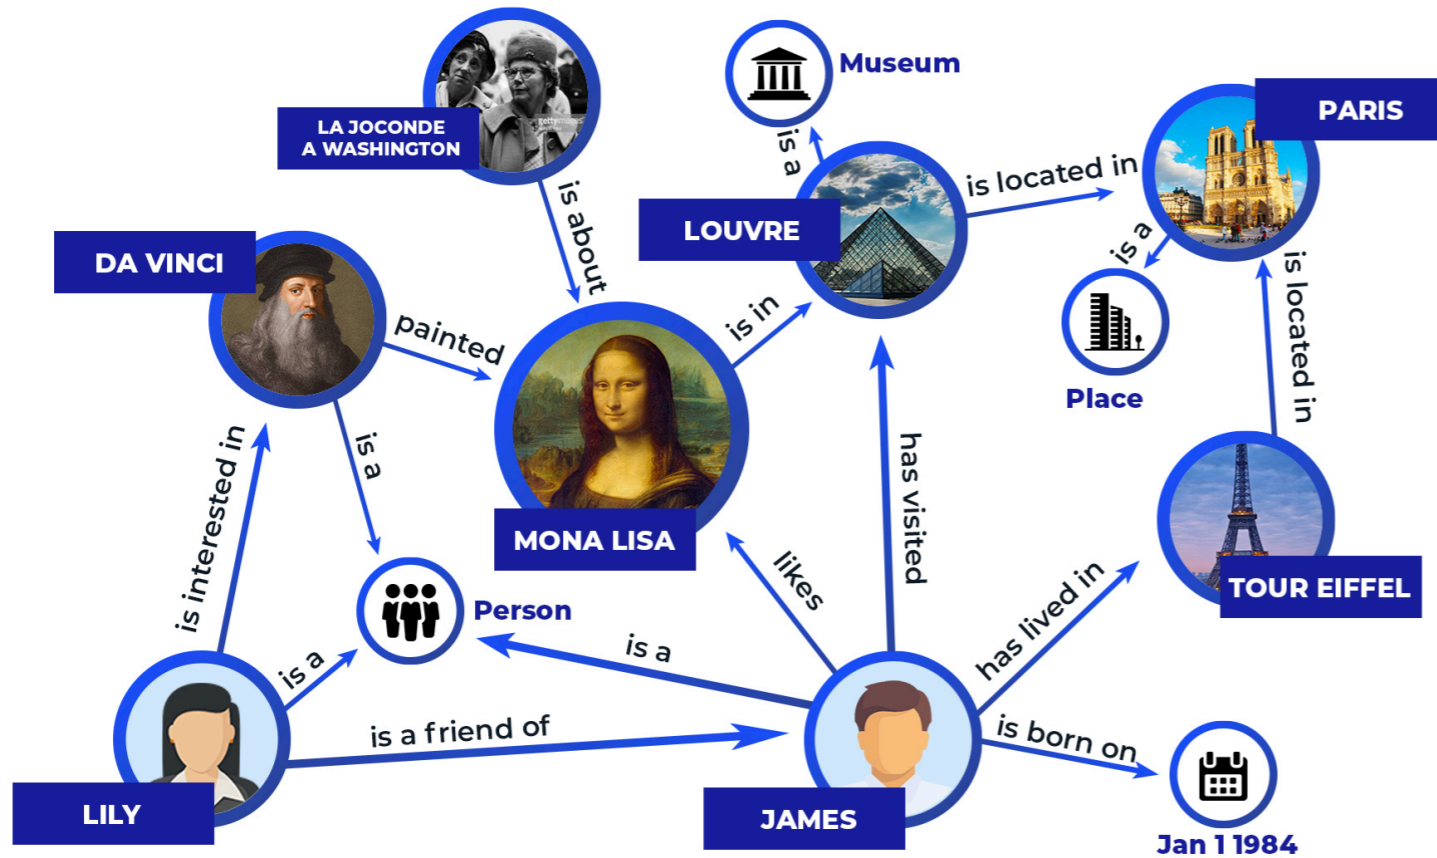 Museum
PARIS
LA JOCONDE
A WASHINGTON
is a
is located in
is about
LOUVRE
is a
DA VINCI
is located in
painted
is in
Place
is a
is interested in
has visited
MONA LISA
likes
TOUR EIFFEL
has lived in
Person
is a
is a
is a friend of
is born on
LILY
JAMES
Jan 1 1984
gettyimages